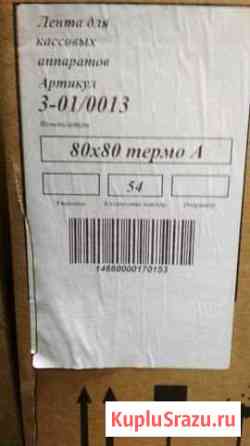 Лента для
кассовых
аппаратов
Артикул
3-01/0013
80х80 термо А
54
14660000170153
KupluSrazu.ru